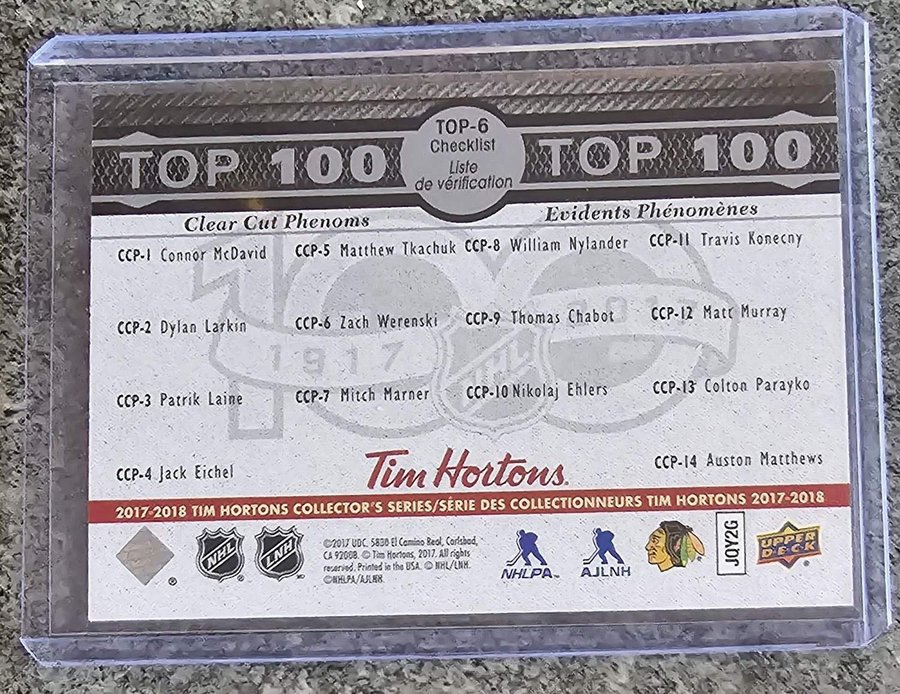 TOP 100
TOP-6
Checklist
Liste
de vérification
TOP 100
Clear Cut Phenoms
Evidents Phénomènes
CCP-1 Connor McDavid
CCP-5 Matthew Tkachuk
CCP-8 William Nylander
CCP-11 Travis Konecny
CCP-2 Dylan Larkin
CCP-6 Zach Werenski
CCP-9 Thomas Chabot
CCP-12 Matt Murray
CCP-3 Patrik Laine
CCP-7 Mitch Marner
CCP-10 Nikolaj Ehlers
CCP-13 Colton Parayko
CCP-4 Jack Eichel
CCP-14 Auston Matthews
100
1917 2017
NHL
Tim Hortons.
2017-2018 TIM HORTONS COLLECTOR'S SERIES/SÉRIE DES COLLECTIONNEURS TIM HORTONS 2017-2018
®
NHL
LNH
©2017 UDC. 5830 El Camino Real, Carlsbad,
CA 92008. © Tim Hortons, 2017. All rights
reserved. Printed in the USA. © NHL/LNH.
©NHLPA/AJLNH.
NHLPA™
AJLNH
JQY2G
UPPER
DECK